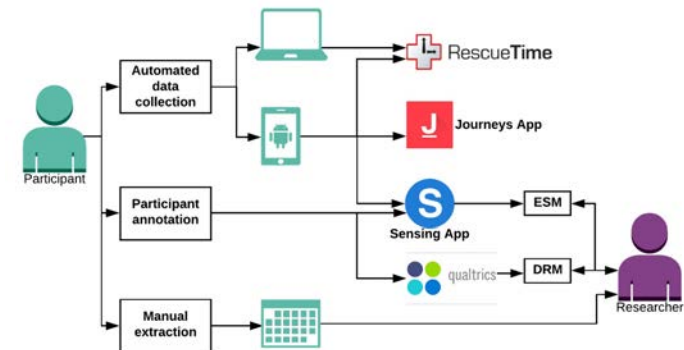 Automated
data
collection
RescueTime
J
Journeys App
Participant
Participant
annotation
S
Sensing App
ESM
qualtrics
DRM
Researcher
Manual
extraction